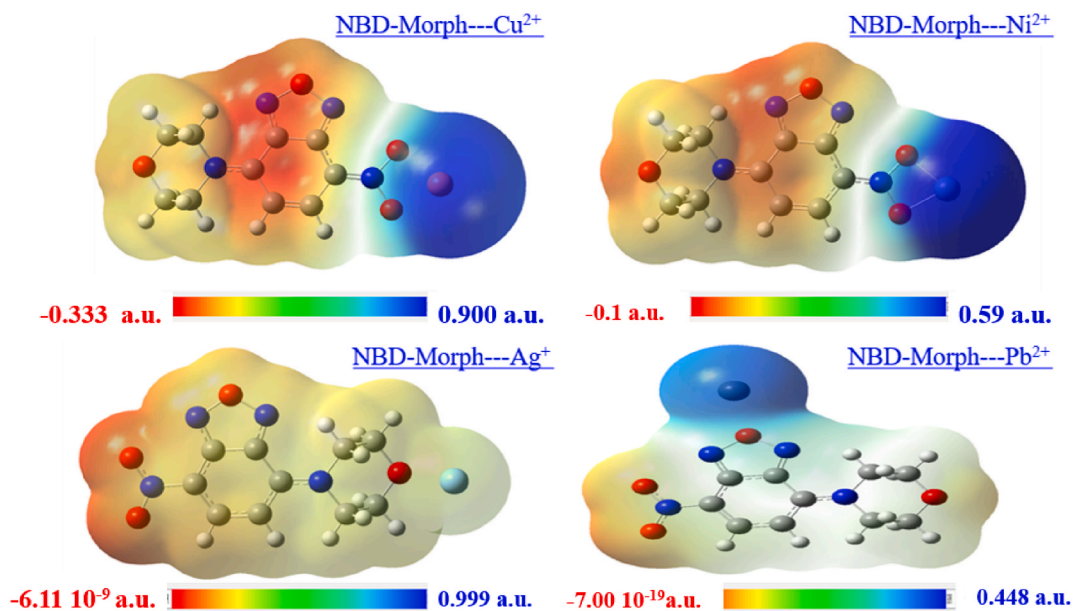 NBD-Morph---Cu²⁺
NBD-Morph---Ni²⁺
-0.333 a.u.
0.900 a.u.
-0.1 a.u.
0.59 a.u.
NBD-Morph---Ag⁺
NBD-Morph---Pb²⁺
-6.11 10⁻⁹ a.u.
0.999 a.u.
-7.00 10⁻¹⁹a.u.
0.448 a.u.